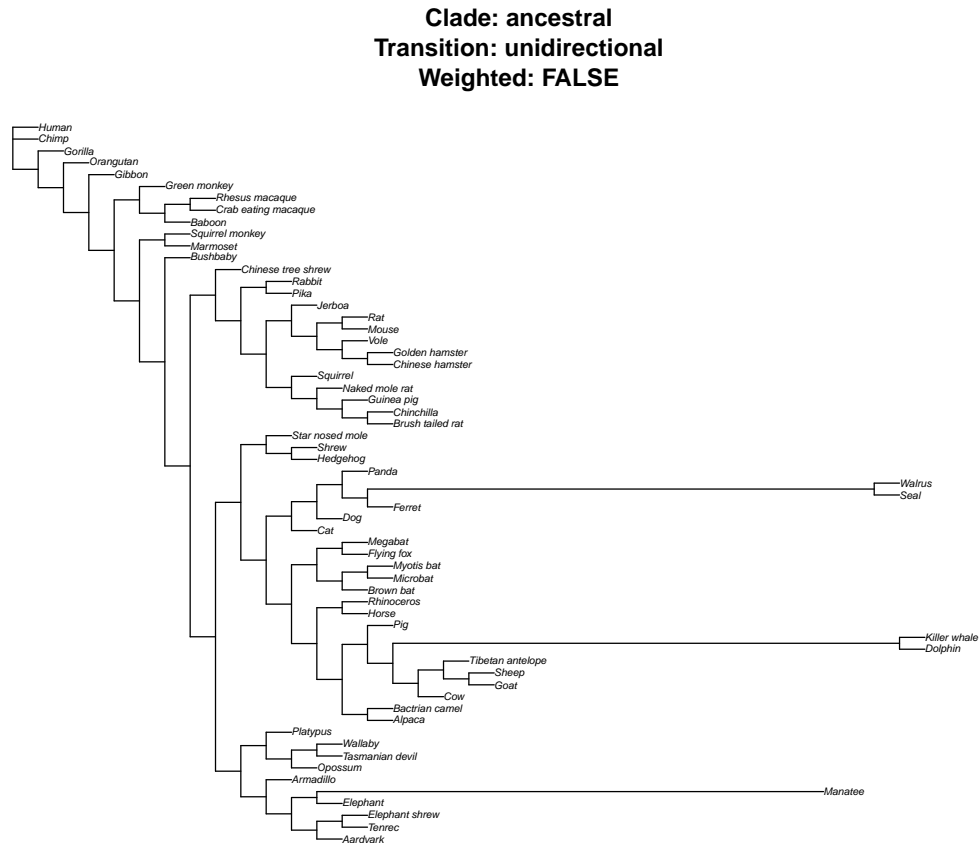 Clade: ancestral
Transition: unidirectional
Weighted: FALSE
Human
Chimp
Gorilla
Orangutan
Gibbon
Green monkey
Rhesus macaque
Crab eating macaque
Baboon
Squirrel monkey
Marmoset
Bushbaby
Chinese tree shrew
Rabbit
Pika
Jerboa
Rat
Mouse
Vole
Golden hamster
Chinese hamster
Squirrel
Naked mole rat
Guinea pig
Chinchilla
Brush tailed rat
Star nosed mole
Shrew
Hedgehog
Panda
Walrus
Seal
Ferret
Dog
Cat
Megabat
Flying fox
Myotis bat
Microbat
Brown bat
Rhinoceros
Horse
Pig
Killer whale
Dolphin
Tibetan antelope
Sheep
Goat
Cow
Bactrian camel
Alpaca
Platypus
Wallaby
Tasmanian devil
Opossum
Armadillo
Manatee
Elephant
Elephant shrew
Tenrec
Aardvark